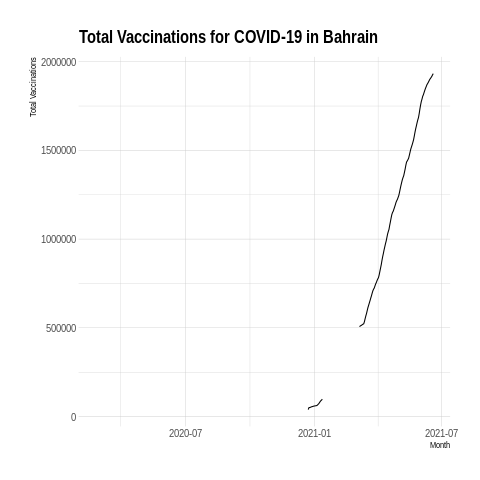 Total Vaccinations for COVID-19 in Bahrain
Total Vaccinations
2000000
1500000
1000000
500000
0
2020-07
2021-01
2021-07
Month